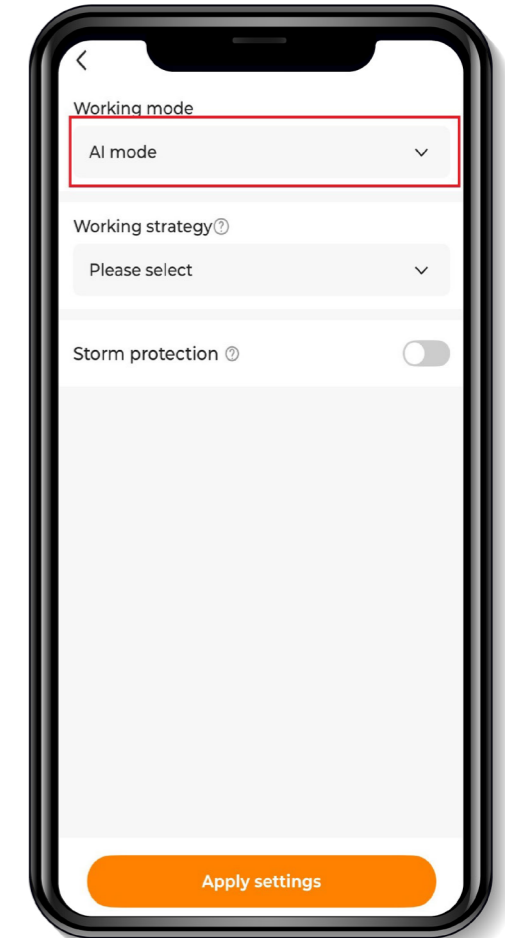 Working mode
AI mode
Working strategy
Please select
Storm protection
Apply settings